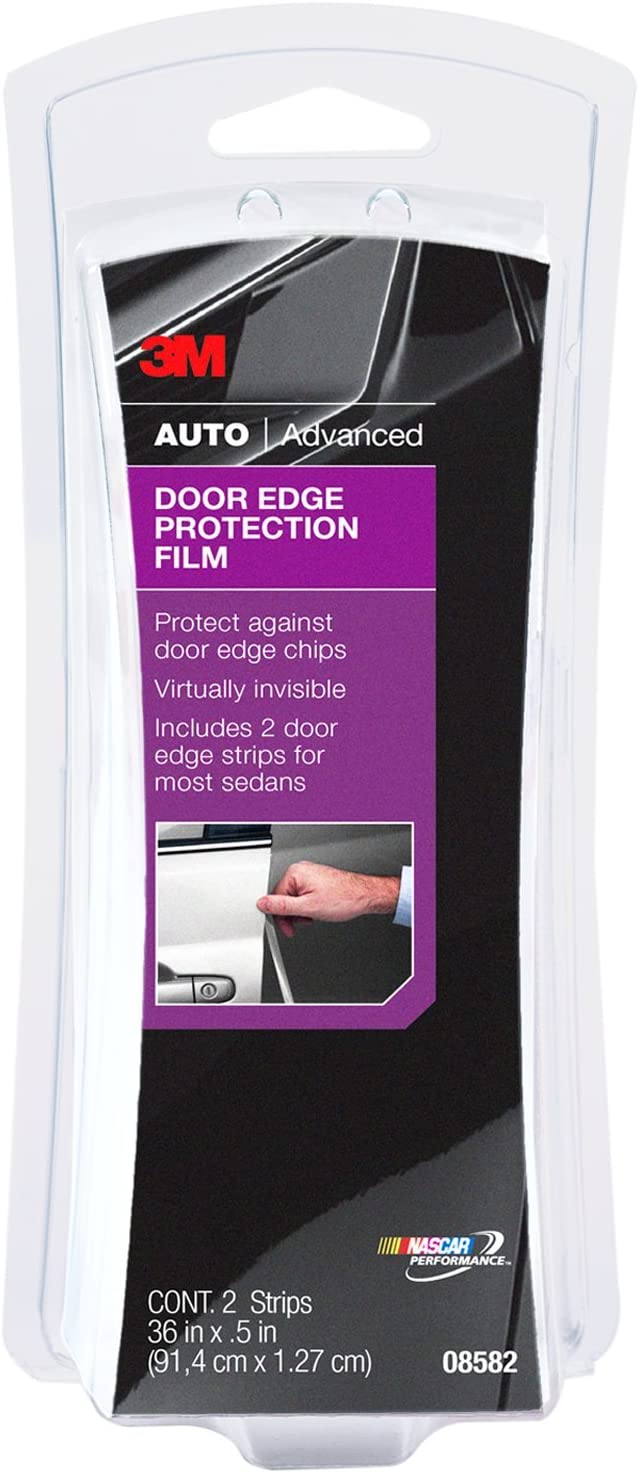 3M
AUTO | Advanced
DOOR EDGE
PROTECTION
FILM
Protect against
door edge chips
Virtually invisible
Includes 2 door
edge strips for
most sedans
NASCAR
PERFORMANCE™
CONT. 2 Strips
36 in x .5 in
(91,4 cm x 1.27 cm)
08582